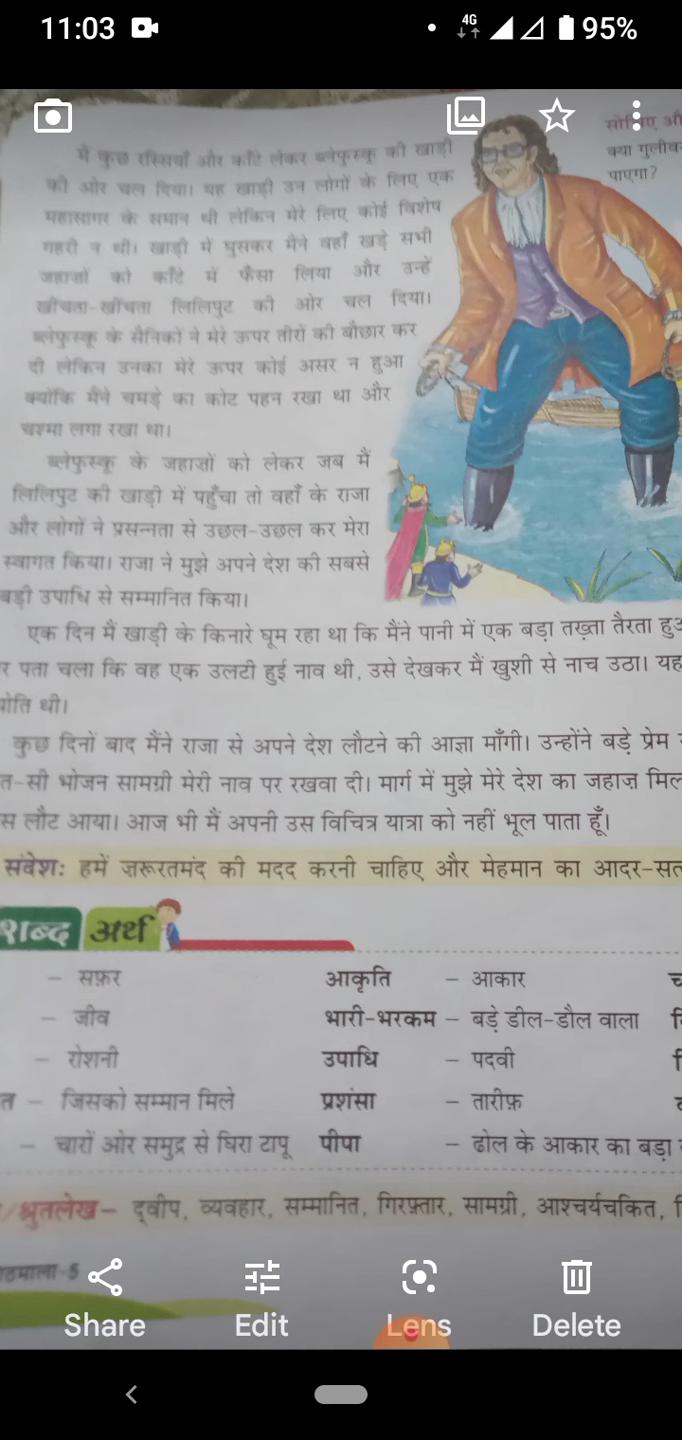 11:03
4G
95%
सोचिए औ
क्या गुलीव
पाएगा?
मैं कुछ रस्सियाँ और काँटे लेकर ब्लेफुस्कू की खाड़ी
की ओर चल दिया। यह खाड़ी उन लोगों के लिए एक
महासागर के समान थी लेकिन मेरे लिए कोई विशेष
गहरी न थी। खाड़ी में घुसकर मैंने वहाँ खड़े सभी
जहाज़ों को काँटे में फँसा लिया और उन्हें
खींचता-खींचता लिलिपुट की ओर चल दिया।
ब्लेफुस्कू के सैनिकों ने मेरे ऊपर तीरों की बौछार कर
दी लेकिन उनका मेरे ऊपर कोई असर न हुआ
क्योंकि मैंने चमड़े का कोट पहन रखा था और
चश्मा लगा रखा था।
ब्लेफुस्कू के जहाज़ों को लेकर जब मैं
लिलिपुट की खाड़ी में पहुँचा तो वहाँ के राजा
और लोगों ने प्रसन्नता से उछल-उछल कर मेरा
स्वागत किया। राजा ने मुझे अपने देश की सबसे
बड़ी उपाधि से सम्मानित किया।
एक दिन मैं खाड़ी के किनारे घूम रहा था कि मैंने पानी में एक बड़ा तख़्ता तैरता हुअ
र पता चला कि वह एक उलटी हुई नाव थी, उसे देखकर मैं खुशी से नाच उठा। यह
योति थी।
कुछ दिनों बाद मैंने राजा से अपने देश लौटने की आज्ञा माँगी। उन्होंने बड़े प्रेम
त-सी भोजन सामग्री मेरी नाव पर रखवा दी। मार्ग में मुझे मेरे देश का जहाज़ मिल
स लौट आया। आज भी मैं अपनी उस विचित्र यात्रा को नहीं भूल पाता हूँ।
संदेश: हमें ज़रूरतमंद की मदद करनी चाहिए और मेहमान का आदर-सत
शब्द अर्थ
– सफ़र आकृति – आकार
– जीव भारी-भरकम – बड़े डील-डौल वाला
– रोशनी उपाधि – पदवी
त – जिसको सम्मान मिले प्रशंसा – तारीफ़
– चारों ओर समुद्र से घिरा टापू पीपा – ढोल के आकार का बड़ा
/श्रुतलेख– द्वीप, व्यवहार, सम्मानित, गिरफ़्तार, सामग्री, आश्चर्यचकित,
ठमाला-5
Share Edit Lens Delete